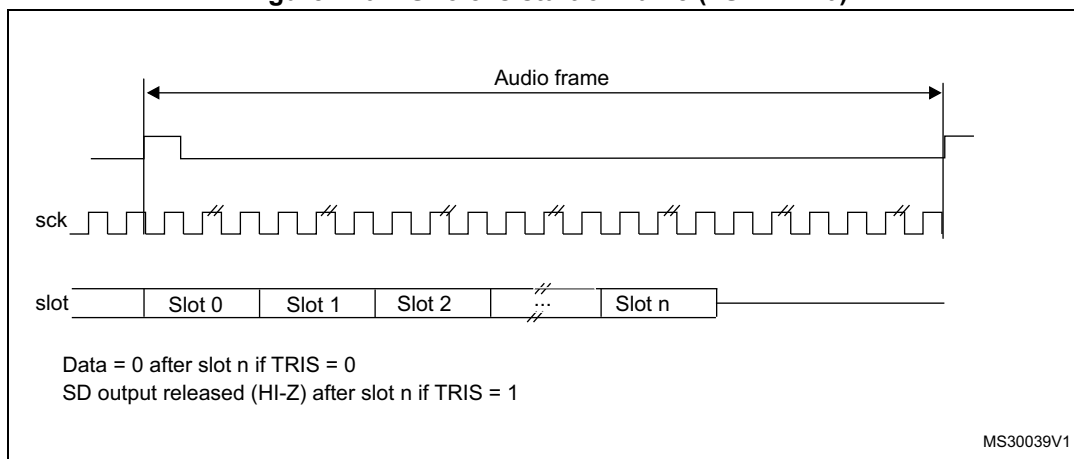 Audio frame
sck
slot
Slot 0
Slot 1
Slot 2
...
Slot n
Data = 0 after slot n if TRIS = 0
SD output released (HI-Z) after slot n if TRIS = 1
MS30039V1